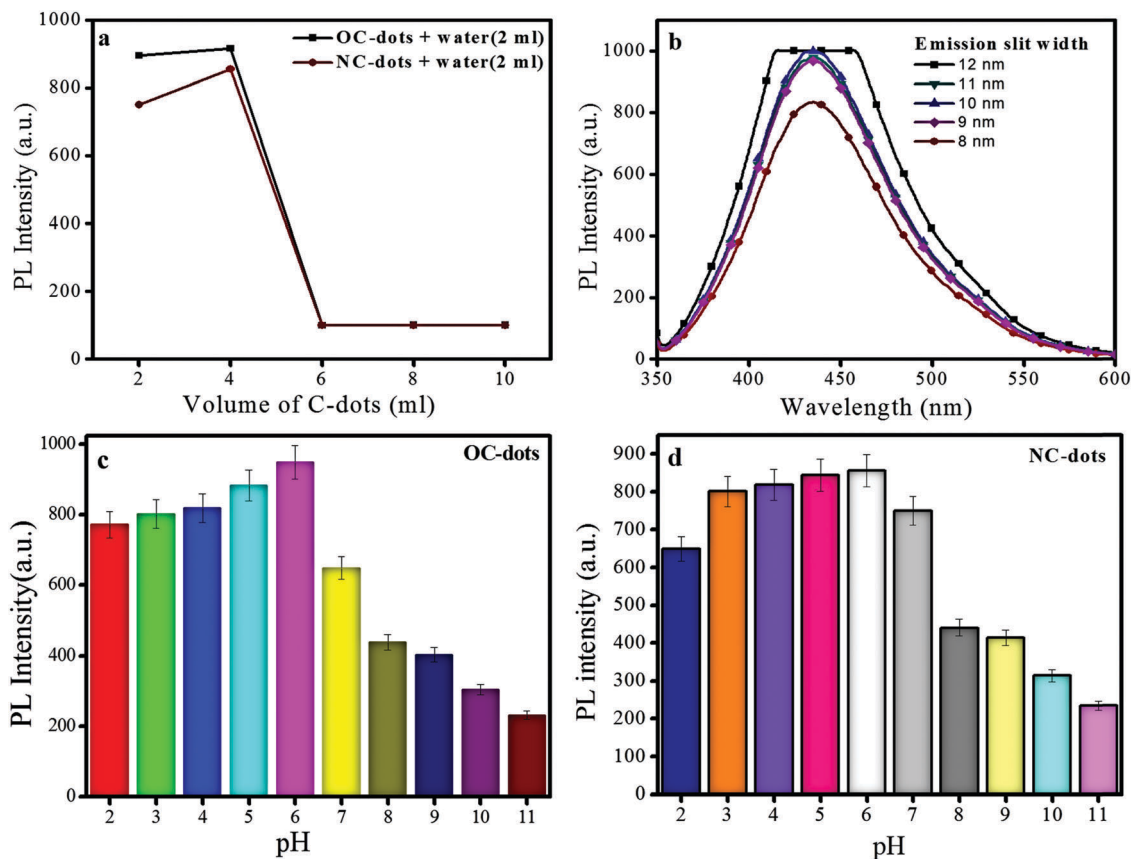 a
OC-dots + water(2 ml)
NC-dots + water(2 ml)
1000
800
600
400
200
0
PL Intensity (a.u.)
2 4 6 8 10
Volume of C-dots (ml)
b
Emission slit width
12 nm
11 nm
10 nm
9 nm
8 nm
1000
800
600
400
200
0
PL Intensity (a.u.)
350 400 450 500 550 600
Wavelength (nm)
c
OC-dots
1000
800
600
400
200
0
PL Intensity(a.u.)
2 3 4 5 6 7 8 9 10 11
pH
d
NC-dots
900
800
700
600
500
400
300
200
100
0
PL intensity (a.u.)
2 3 4 5 6 7 8 9 10 11
pH